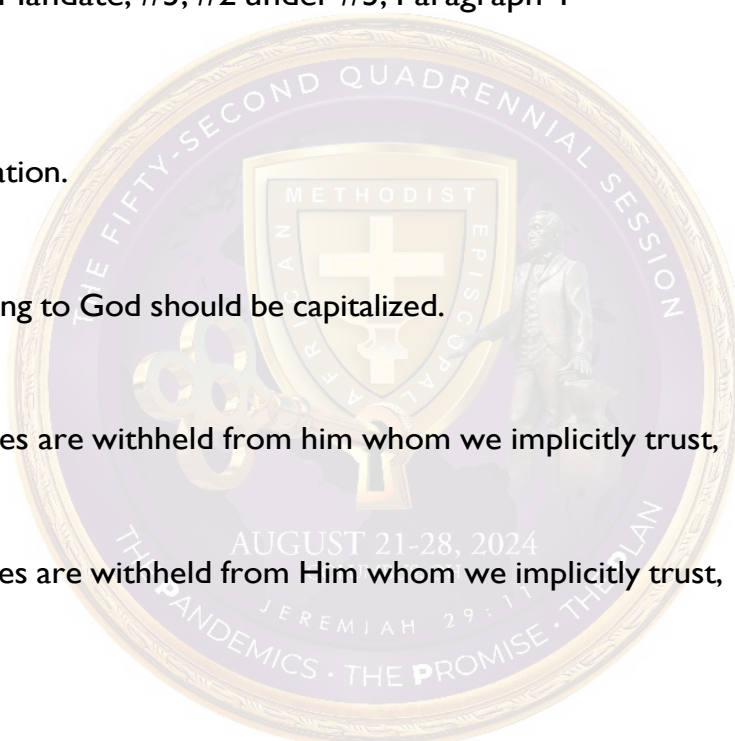 Mandate, #3, #2 under #3, Paragraph 4
ation.
ng to God should be capitalized.
es are withheld from him whom we implicitly trust,
es are withheld from Him whom we implicitly trust,
THE FIFTY-SECOND QUADRENNIAL SESSION
AFRICAN METHODIST EPISCOPAL
AUGUST 21-28, 2024
JEREMIAH 29:11
THE PANDEMICS · THE PROMISE · THE PLAN